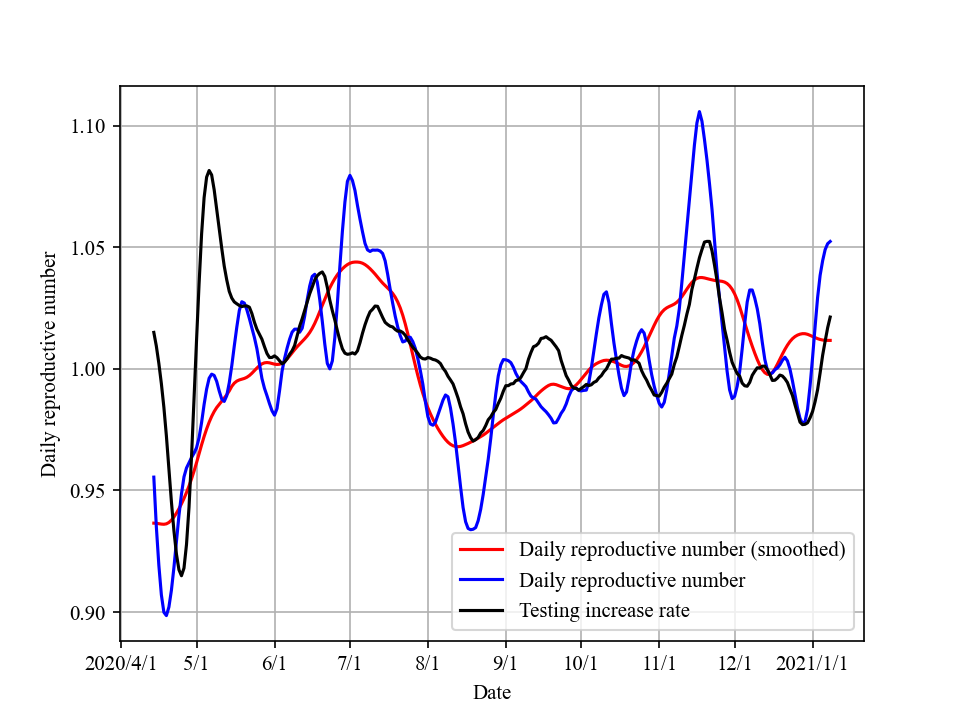 1.10
1.05
1.00
0.95
0.90
Daily reproductive number
Daily reproductive number (smoothed)
Daily reproductive number
Testing increase rate
2020/4/1 5/1 6/1 7/1 8/1 9/1 10/1 11/1 12/1 2021/1/1
Date